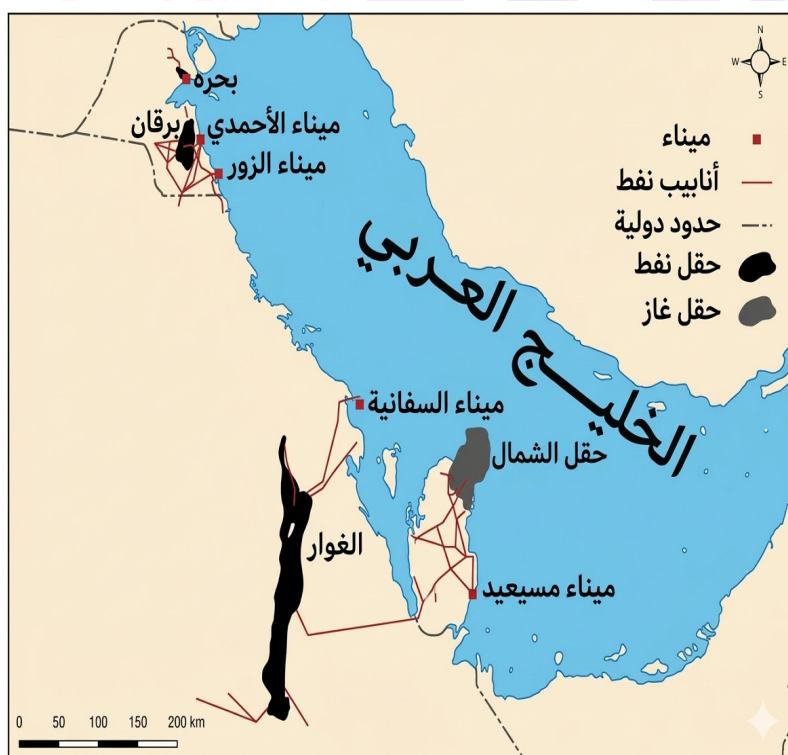 N
W
E
S
بحره
ميناء الأحمدي
برقان
ميناء الزور
ميناء
أنابيب نفط
حدود دولية
حقل نفط
حقل غاز
الخليج العربي
ميناء السفانية
حقل الشمال
الغوار
ميناء مسيعيد
0 50 100 150 200 km